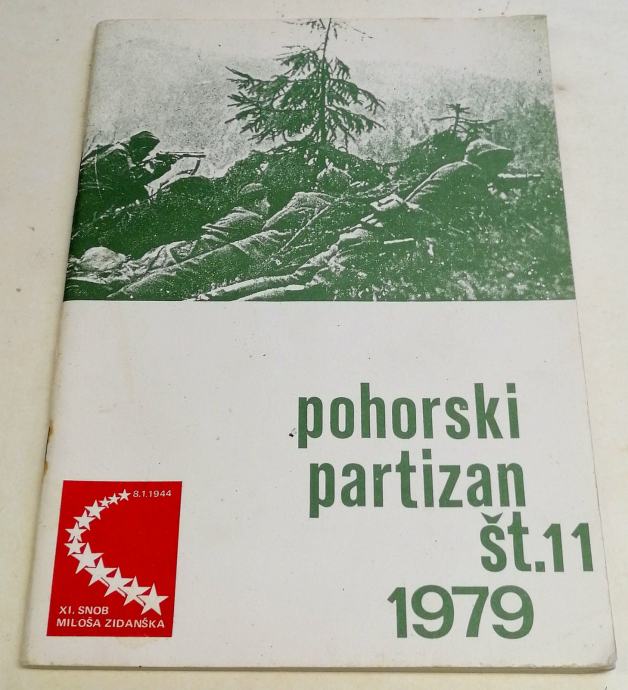 pohorski
partizan
št.11
1979
8.1.1944
XI. SNOB
MILOŠA ZIDANŠKA